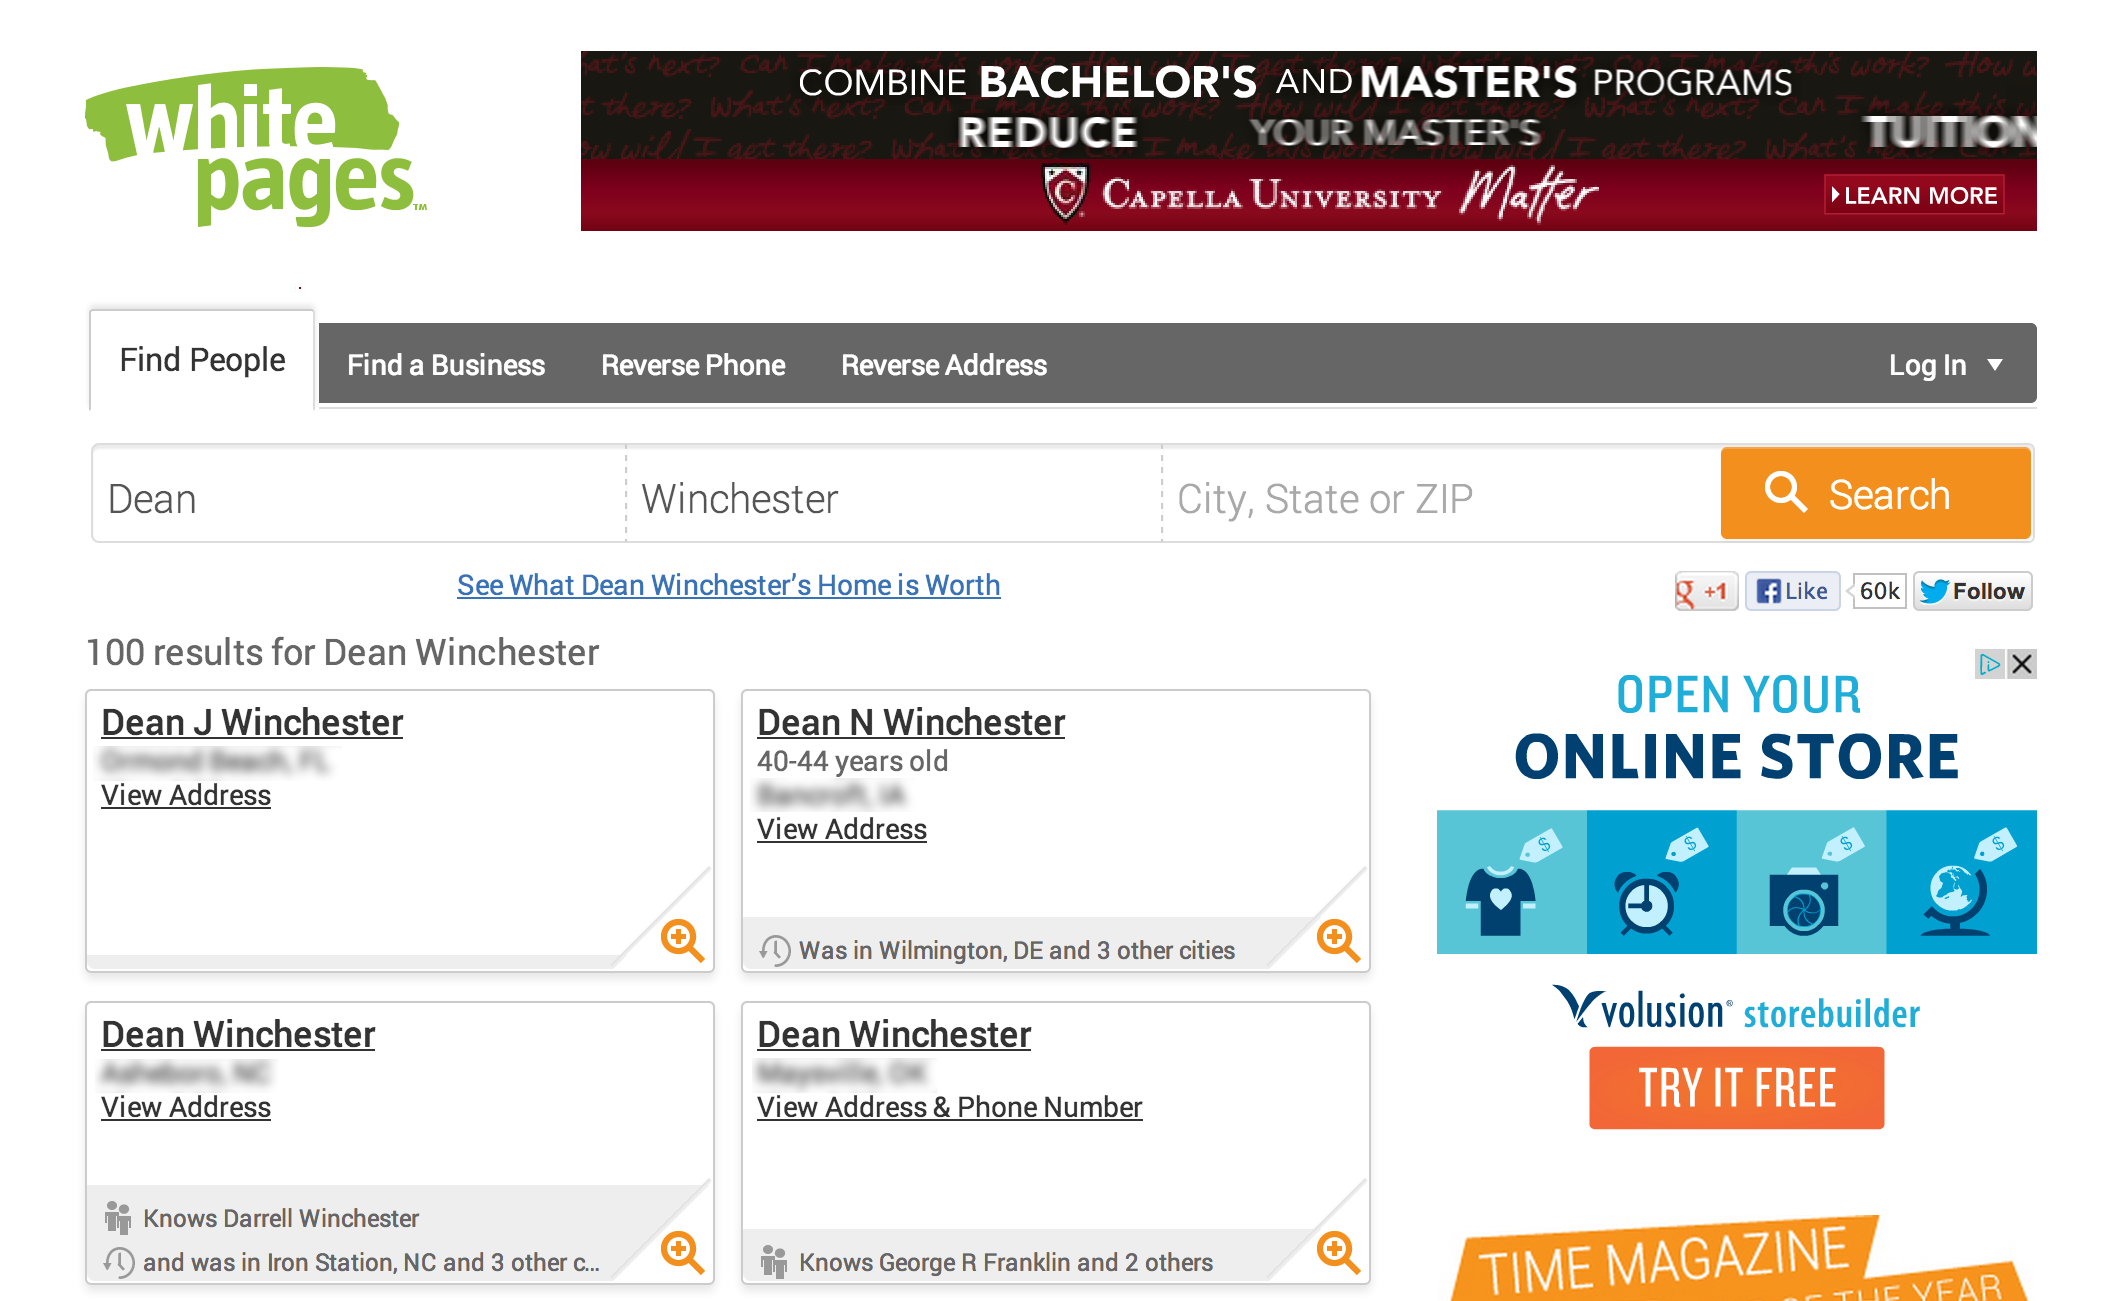 white
pages™
COMBINE BACHELOR'S AND MASTER'S PROGRAMS
REDUCE YOUR MASTER'S TUITION
CAPELLA UNIVERSITY Matter
LEARN MORE
Find People
Find a Business
Reverse Phone
Reverse Address
Log In
Dean
Winchester
City, State or ZIP
Search
See What Dean Winchester's Home is Worth
g +1
Like
60k
Follow
100 results for Dean Winchester
Dean J Winchester
View Address
Dean N Winchester
40-44 years old
View Address
Was in Wilmington, DE and 3 other cities
Dean Winchester
View Address
Knows Darrell Winchester
and was in Iron Station, NC and 3 other c...
Dean Winchester
View Address & Phone Number
Knows George R Franklin and 2 others
OPEN YOUR
ONLINE STORE
$ $ $ $
volusion® storebuilder
TRY IT FREE
TIME MAGAZINE
OF THE YEAR